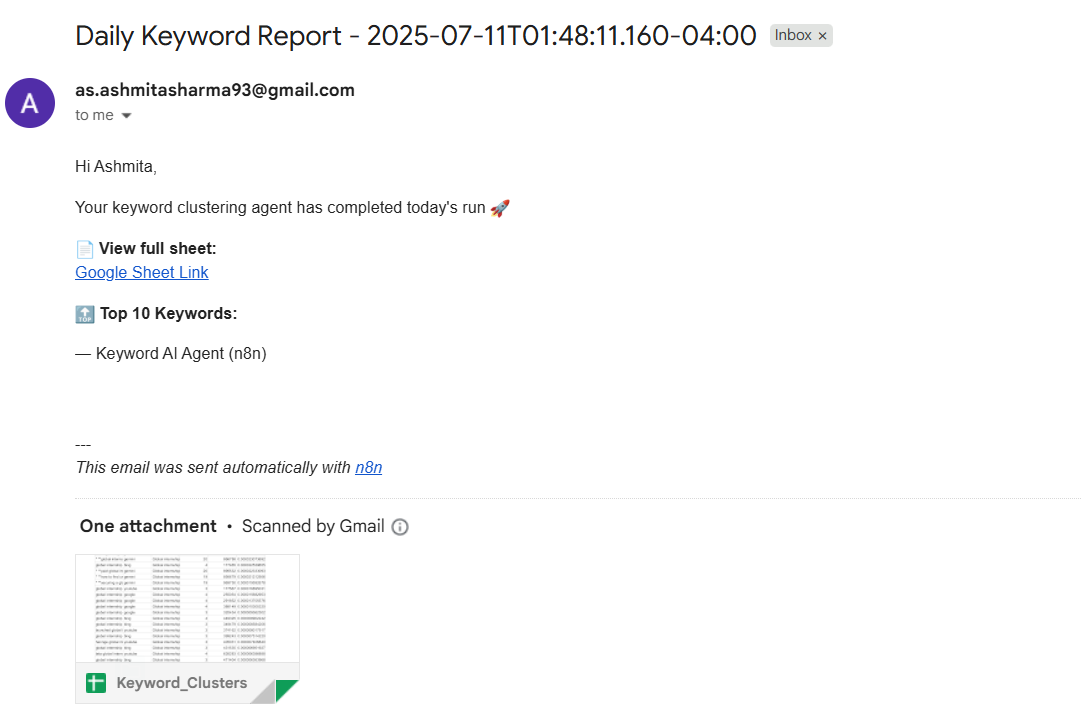 Daily Keyword Report - 2025-07-11T01:48:11.160-04:00 Inbox ×
A as.ashmitasharma93@gmail.com
to me
Hi Ashmita,
Your keyword clustering agent has completed today's run 🚀
📄 View full sheet:
Google Sheet Link
🔝 Top 10 Keywords:
— Keyword AI Agent (n8n)
---
This email was sent automatically with n8n
One attachment • Scanned by Gmail
Keyword_Clusters